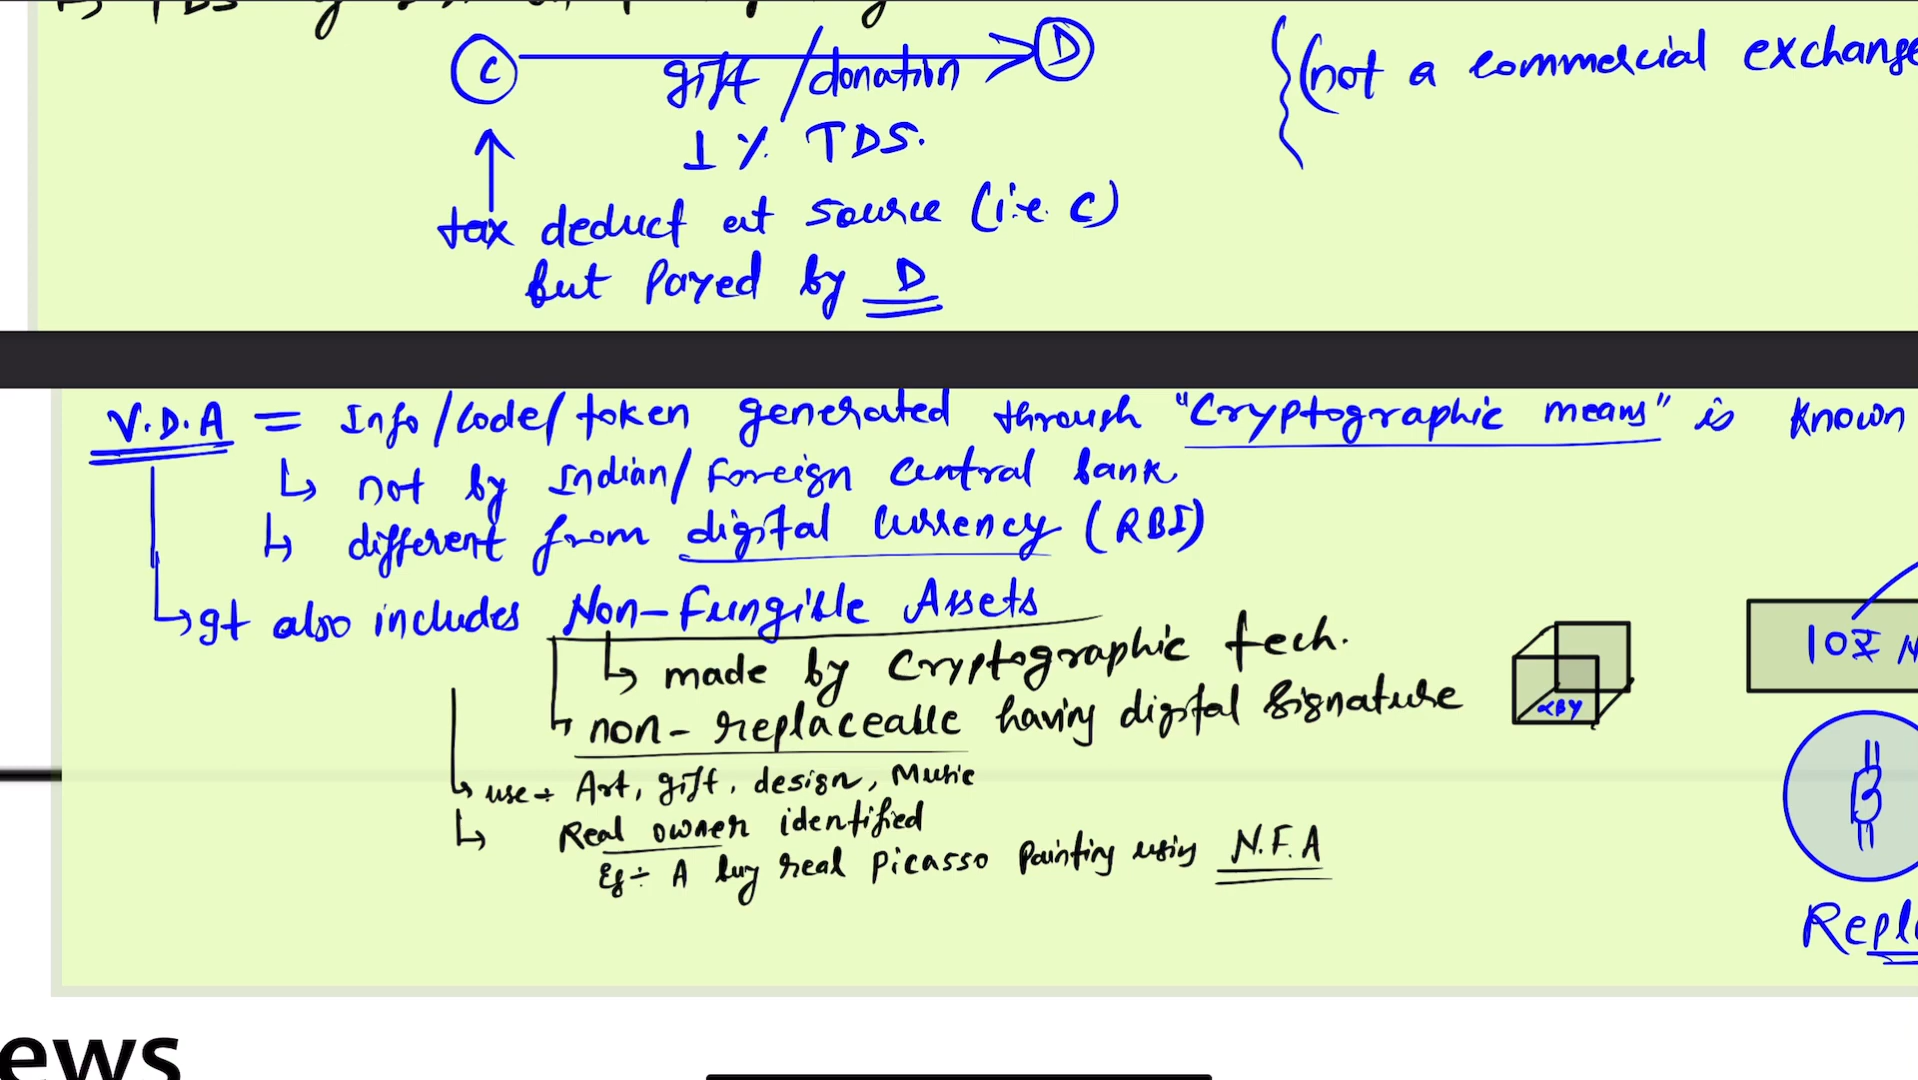 C gift / donation D
{ (not a commercial exchange
1 % TDS.
tax deduct at source (i.e. C)
but Payed by D
V.D.A = Info/Code/token generated through "Cryptographic means" is known
↳ not by Indian/Foreign Central bank
↳ different from digital Currency (RBI)
↳ It also includes Non-Fungible Assets
↳ made by Cryptographic tech.
↳ non-replaceable having digital Signature
αβγ
10₹ N
B
↳ use÷ Art, gift, design, Music
↳ Real owner identified
Eg÷ A buy real Picasso Painting using N.F.A
Repl
ews